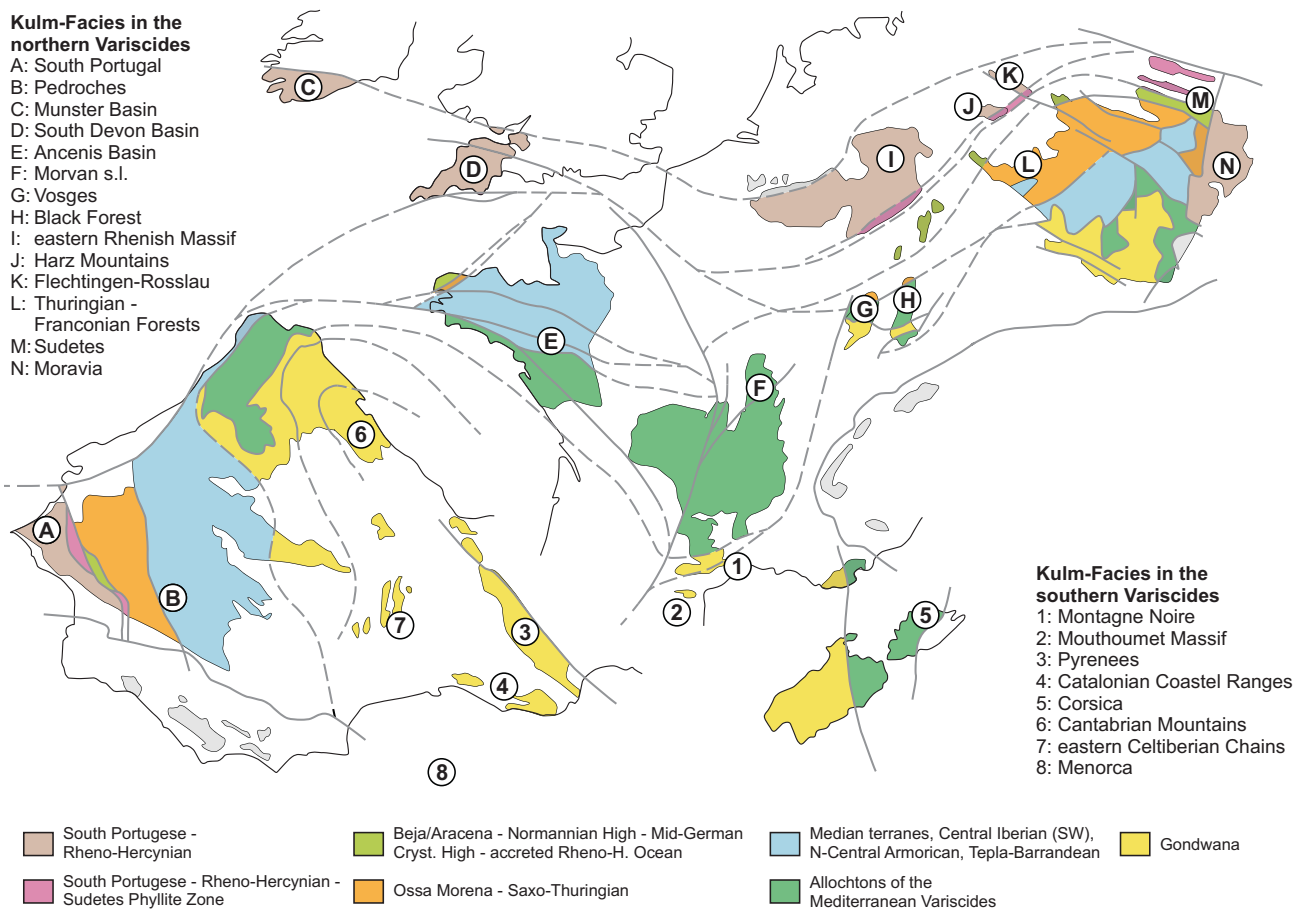 Kulm-Facies in the
northern Variscides
A: South Portugal
B: Pedroches
C: Munster Basin
D: South Devon Basin
E: Ancenis Basin
F: Morvan s.l.
G: Vosges
H: Black Forest
I: eastern Rhenish Massif
J: Harz Mountains
K: Flechtingen-Rosslau
L: Thuringian -
Franconian Forests
M: Sudetes
N: Moravia
C
D
K
J
I
M
L
N
G
H
E
F
6
A
B
1
2
7
3
5
4
8
Kulm-Facies in the
southern Variscides
1: Montagne Noire
2: Mouthoumet Massif
3: Pyrenees
4: Catalonian Coastel Ranges
5: Corsica
6: Cantabrian Mountains
7: eastern Celtiberian Chains
8: Menorca
South Portugese -
Rheno-Hercynian
South Portugese - Rheno-Hercynian -
Sudetes Phyllite Zone
Beja/Aracena - Normannian High - Mid-German
Cryst. High - accreted Rheno-H. Ocean
Ossa Morena - Saxo-Thuringian
Median terranes, Central Iberian (SW),
N-Central Armorican, Tepla-Barrandean
Allochtons of the
Mediterranean Variscides
Gondwana